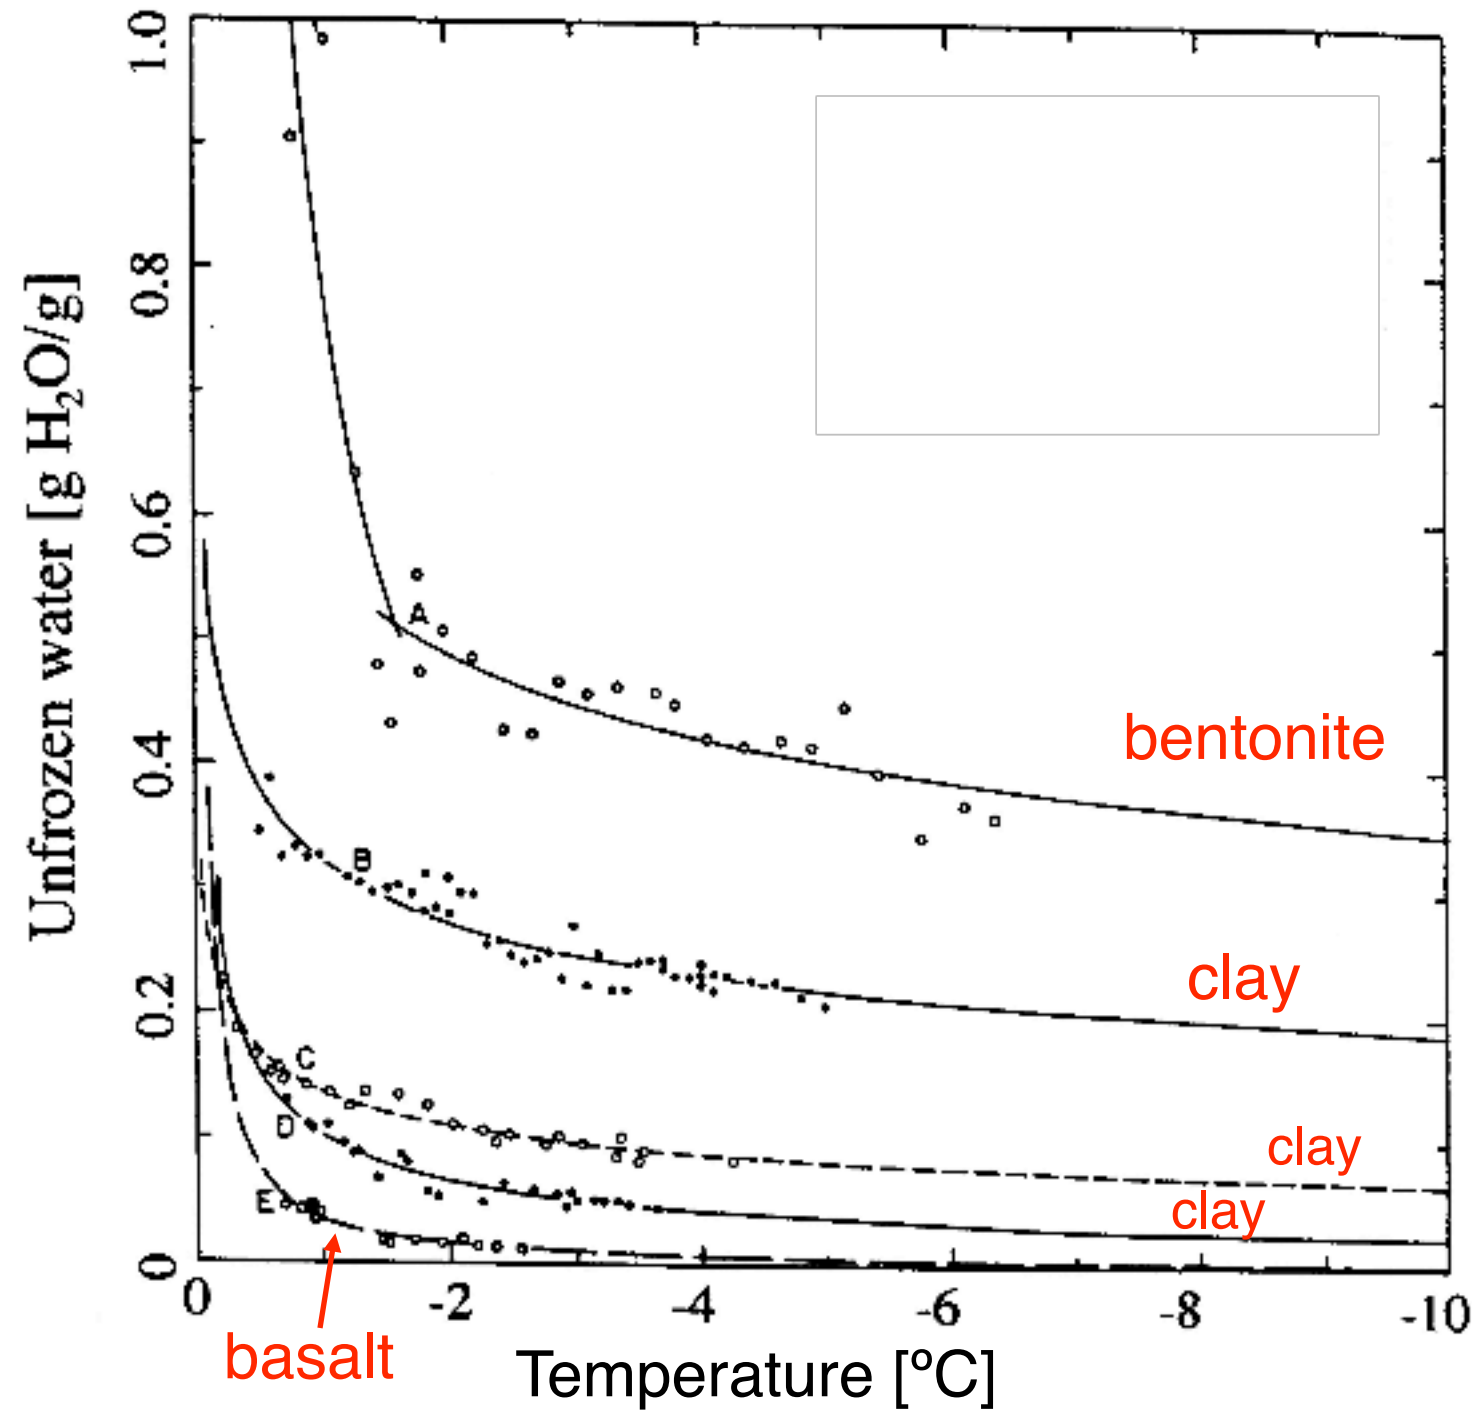 Unfrozen water [g H₂O/g]
1.0
0.8
0.6
0.4
0.2
0
A
B
C
D
E
bentonite
clay
clay
clay
basalt
0 -2 -4 -6 -8 -10
Temperature [ºC]